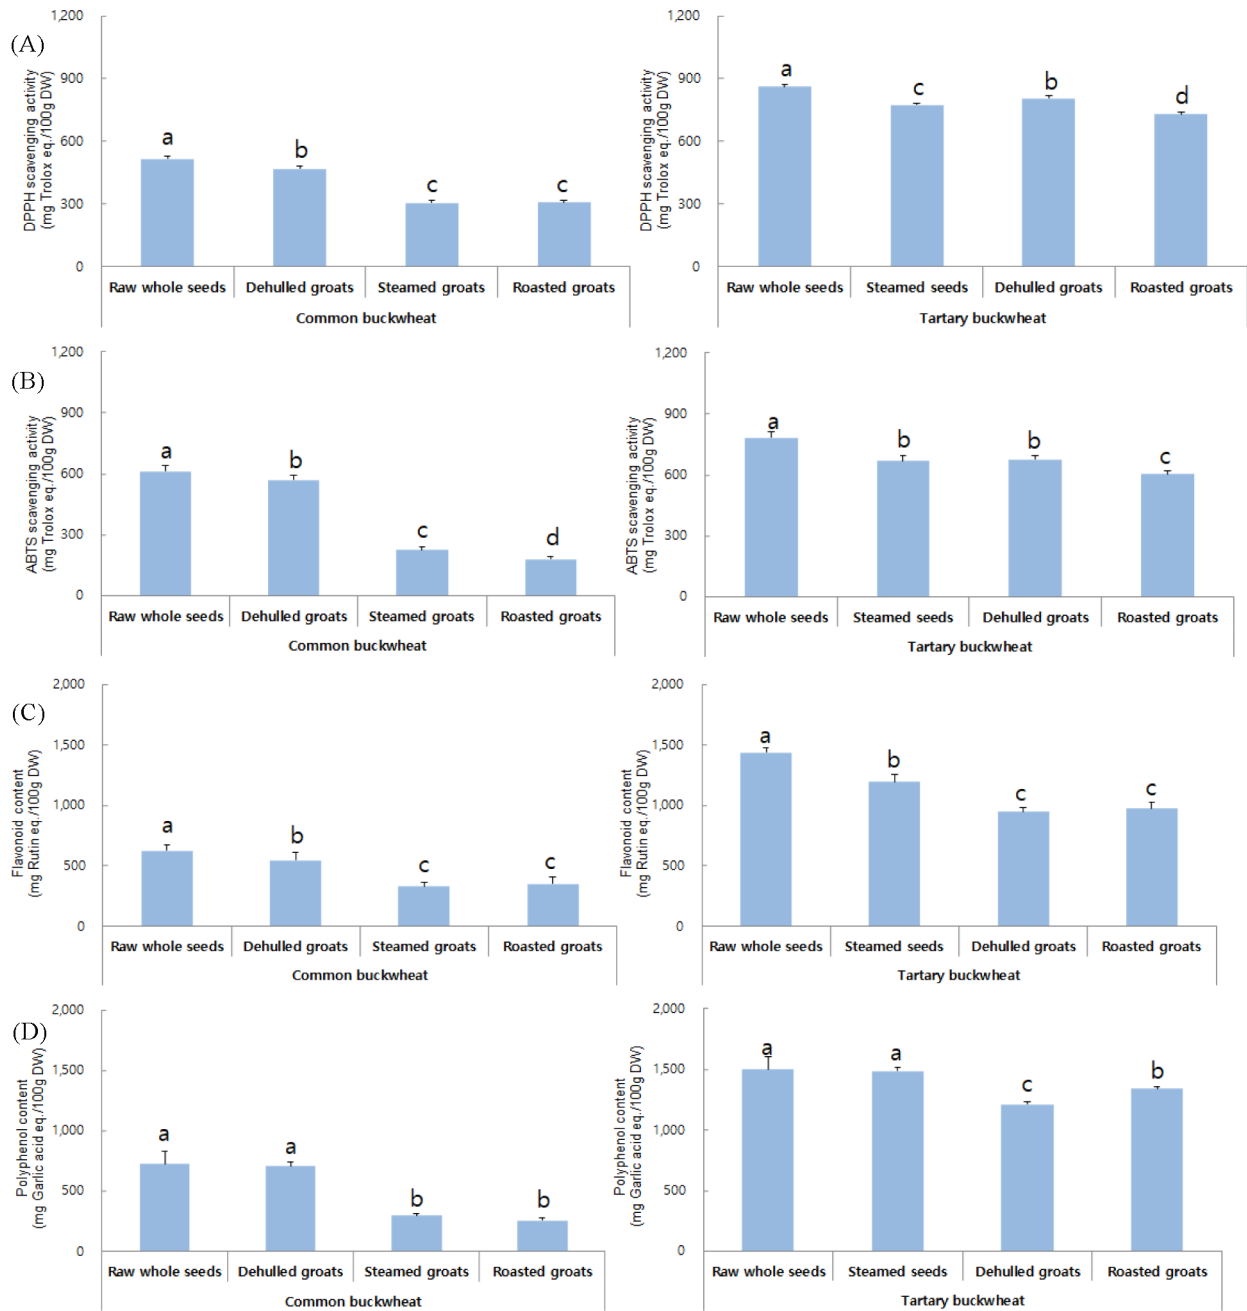 (A)
DPPH scavenging activity
(mg Trolox eq./100g DW)
1,200
900
600
300
0
a
b
c
c
Raw whole seeds
Dehulled groats
Steamed groats
Roasted groats
Common buckwheat
DPPH scavenging activity
(mg Trolox eq./100g DW)
1,200
900
600
300
0
a
c
b
d
Raw whole seeds
Steamed seeds
Dehulled groats
Roasted groats
Tartary buckwheat
(B)
ABTS scavenging activity
(mg Trolox eq./100g DW)
1,200
900
600
300
0
a
b
c
d
Raw whole seeds
Dehulled groats
Steamed groats
Roasted groats
Common buckwheat
ABTS scavenging activity
(mg Trolox eq./100g DW)
1,200
900
600
300
0
a
b
b
c
Raw whole seeds
Steamed seeds
Dehulled groats
Roasted groats
Tartary buckwheat
(C)
Flavonoid content
(mg Rutin eq./100g DW)
2,000
1,500
1,000
500
0
a
b
c
c
Raw whole seeds
Dehulled groats
Steamed groats
Roasted groats
Common buckwheat
Flavonoid content
(mg Rutin eq./100g DW)
2,000
1,500
1,000
500
0
a
b
c
c
Raw whole seeds
Steamed seeds
Dehulled groats
Roasted groats
Tartary buckwheat
(D)
Polyphenol content
(mg Garlic acid eq./100g DW)
2,000
1,500
1,000
500
0
a
a
b
b
Raw whole seeds
Dehulled groats
Steamed groats
Roasted groats
Common buckwheat
Polyphenol content
(mg Garlic acid eq./100g DW)
2,000
1,500
1,000
500
0
a
a
c
b
Raw whole seeds
Steamed seeds
Dehulled groats
Roasted groats
Tartary buckwheat